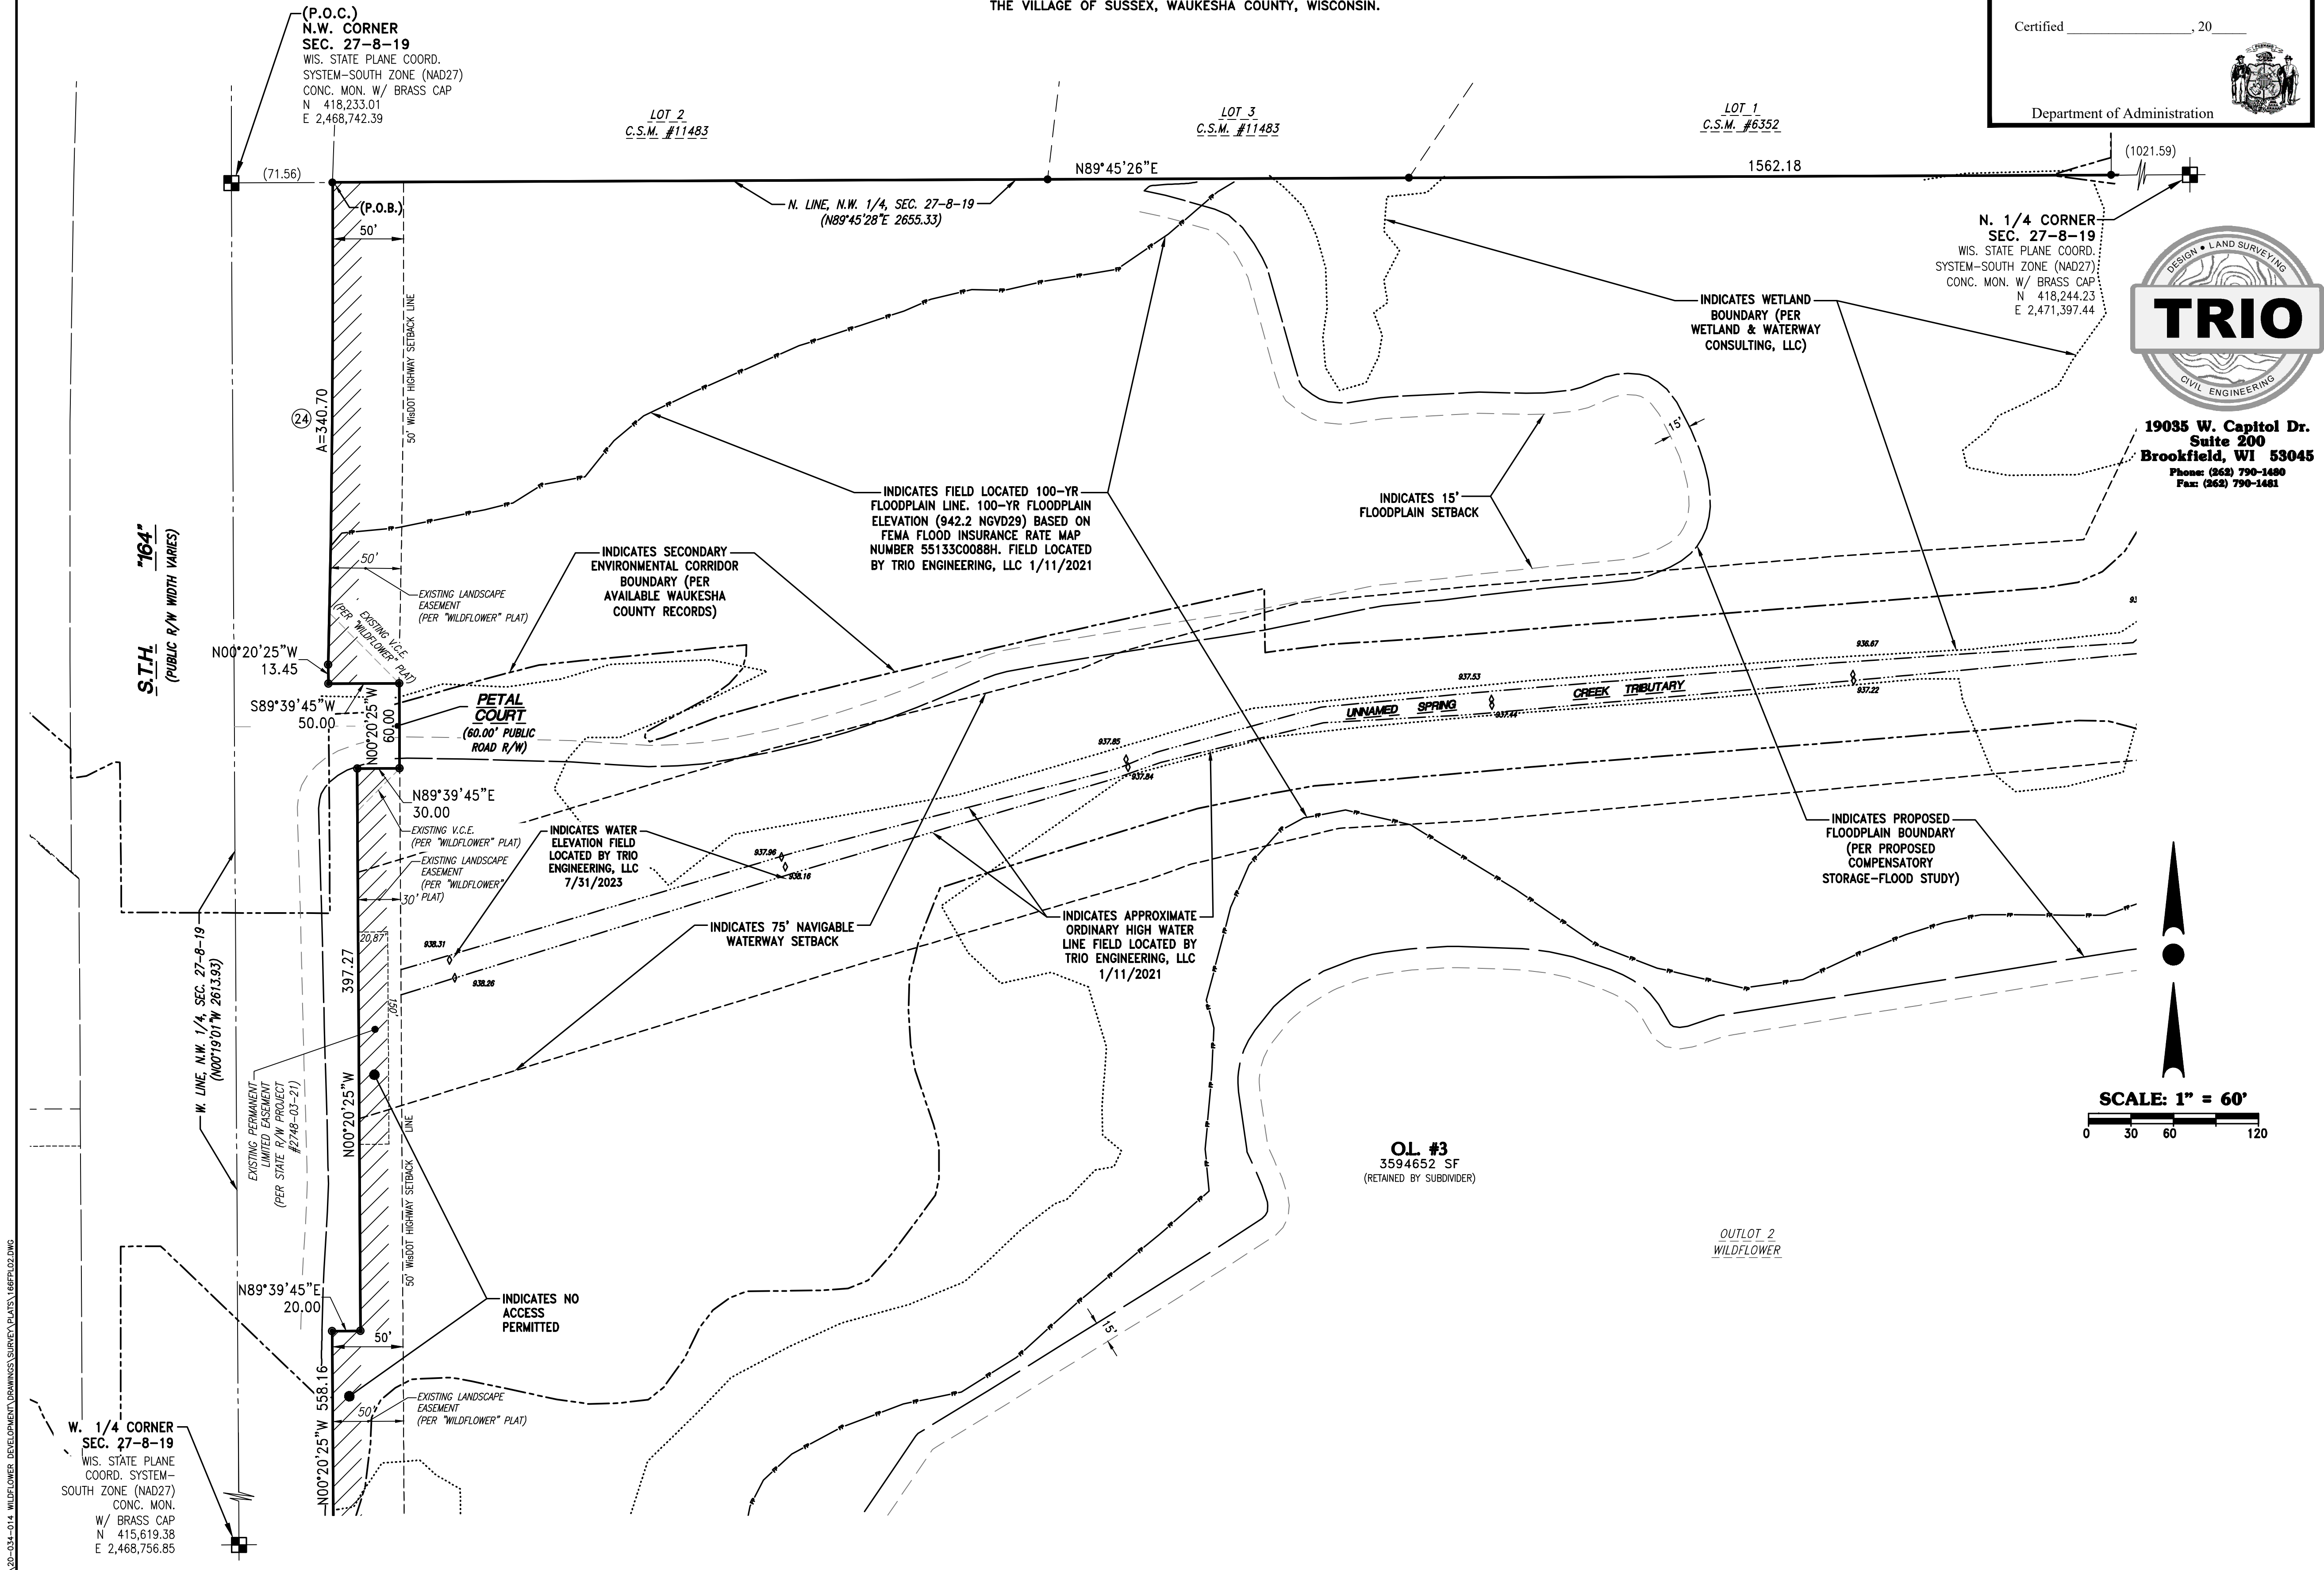 THE VILLAGE OF SUSSEX, WAUKESHA COUNTY, WISCONSIN.
Certified ____________________, 20_____
Department of Administration
(P.O.C.)
N.W. CORNER
SEC. 27-8-19
WIS. STATE PLANE COORD.
SYSTEM-SOUTH ZONE (NAD27)
CONC. MON. W/ BRASS CAP
N 418,233.01
E 2,468,742.39
LOT 2
C.S.M. #11483
LOT 3
C.S.M. #11483
LOT 1
C.S.M. #6352
(71.56)
N89°45'26"E
1562.18
(1021.59)
(P.O.B.)
50'
N. LINE, N.W. 1/4, SEC. 27-8-19
(N89°45'28"E 2655.33)
N. 1/4 CORNER
SEC. 27-8-19
WIS. STATE PLANE COORD.
SYSTEM-SOUTH ZONE (NAD27)
CONC. MON. W/ BRASS CAP
N 418,244.23
E 2,471,397.44
DESIGN • LAND SURVEYING
TRIO
CIVIL ENGINEERING
19035 W. Capitol Dr.
Suite 200
Brookfield, WI 53045
Phone: (262) 790-1480
Fax: (262) 790-1481
INDICATES WETLAND
BOUNDARY (PER
WETLAND & WATERWAY
CONSULTING, LLC)
50' WisDOT HIGHWAY SETBACK LINE
24
A=340.70
15'
INDICATES FIELD LOCATED 100-YR
FLOODPLAIN LINE. 100-YR FLOODPLAIN
ELEVATION (942.2 NGVD29) BASED ON
FEMA FLOOD INSURANCE RATE MAP
NUMBER 55133C0088H. FIELD LOCATED
BY TRIO ENGINEERING, LLC 1/11/2021
INDICATES 15'
FLOODPLAIN SETBACK
S.T.H. "164"
(PUBLIC R/W WIDTH VARIES)
50'
INDICATES SECONDARY
ENVIRONMENTAL CORRIDOR
BOUNDARY (PER
AVAILABLE WAUKESHA
COUNTY RECORDS)
EXISTING LANDSCAPE
EASEMENT
(PER "WILDFLOWER" PLAT)
EXISTING V.C.E.
(PER "WILDFLOWER" PLAT)
N00°20'25"W
13.45
S89°39'45"W
50.00
N00°20'25"W
60.00
PETAL
COURT
(60.00' PUBLIC
ROAD R/W)
936.67
937.53
937.22
937.44
UNNAMED SPRING CREEK TRIBUTARY
937.85
937.84
N89°39'45"E
30.00
EXISTING V.C.E.
(PER "WILDFLOWER" PLAT)
EXISTING LANDSCAPE
EASEMENT
(PER "WILDFLOWER"
PLAT)
30'
INDICATES WATER
ELEVATION FIELD
LOCATED BY TRIO
ENGINEERING, LLC
7/31/2023
937.96
938.16
INDICATES PROPOSED
FLOODPLAIN BOUNDARY
(PER PROPOSED
COMPENSATORY
STORAGE-FLOOD STUDY)
INDICATES 75' NAVIGABLE
WATERWAY SETBACK
INDICATES APPROXIMATE
ORDINARY HIGH WATER
LINE FIELD LOCATED BY
TRIO ENGINEERING, LLC
1/11/2021
20.87'
938.31
938.26
397.27
150'
W. LINE, N.W. 1/4, SEC. 27-8-19
(N00°19'01"W 2613.93)
N00°20'25"W
EXISTING PERMANENT
LIMITED EASEMENT
(PER STATE R/W PROJECT
#2748-03-21)
50' WisDOT HIGHWAY SETBACK LINE
SCALE: 1" = 60'
0 30 60 120
O.L. #3
3594652 SF
(RETAINED BY SUBDIVIDER)
OUTLOT 2
WILDFLOWER
N89°39'45"E
20.00
50'
INDICATES NO
ACCESS
PERMITTED
15'
N00°20'25"W 558.16
50'
EXISTING LANDSCAPE
EASEMENT
(PER "WILDFLOWER" PLAT)
W. 1/4 CORNER
SEC. 27-8-19
WIS. STATE PLANE
COORD. SYSTEM-
SOUTH ZONE (NAD27)
CONC. MON.
W/ BRASS CAP
N 415,619.38
E 2,468,756.85
\20-034-014 WILDFLOWER DEVELOPMENT\DRAWINGS\SURVEY\PLATS\166FPL02.DWG